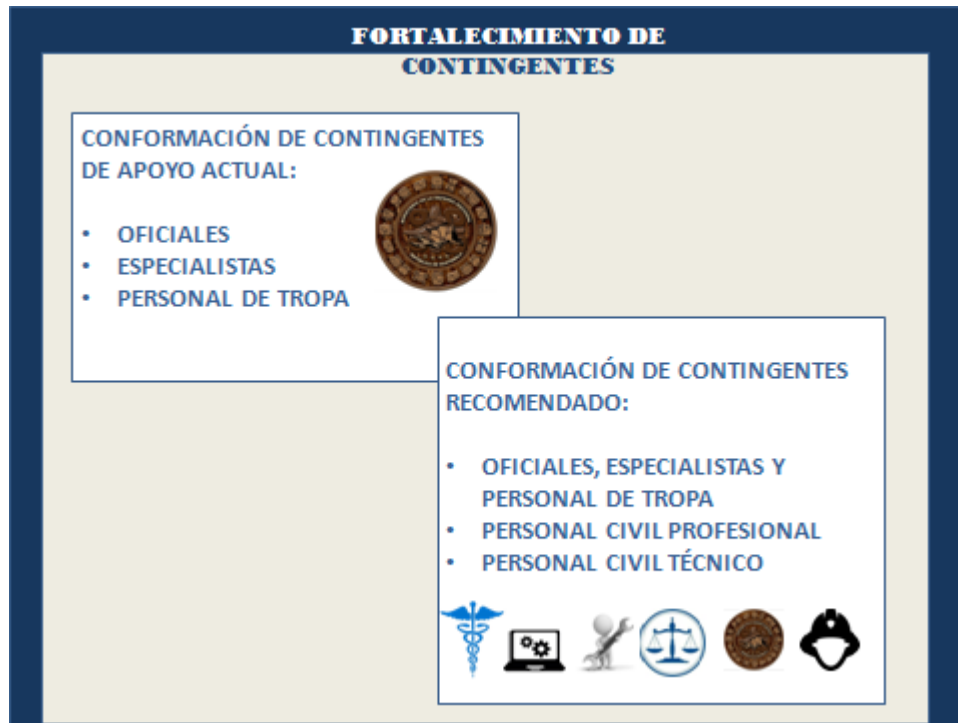 FORTALECIMIENTO DE
CONTINGENTES
CONFORMACIÓN DE CONTINGENTES
DE APOYO ACTUAL:
• OFICIALES
• ESPECIALISTAS
• PERSONAL DE TROPA
CONFORMACIÓN DE CONTINGENTES
RECOMENDADO:
• OFICIALES, ESPECIALISTAS Y
PERSONAL DE TROPA
• PERSONAL CIVIL PROFESIONAL
• PERSONAL CIVIL TÉCNICO